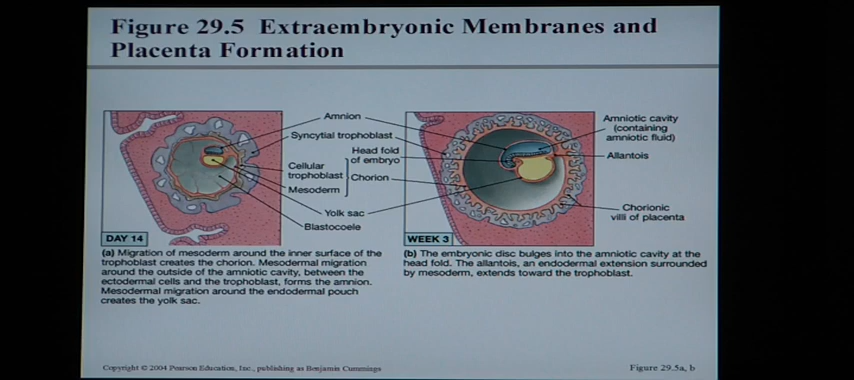 Figure 29.5 Extraembryonic Membranes and
Placenta Formation
Amnion
Syncytial trophoblast
Head fold
of embryo
Cellular
trophoblast
Chorion
Mesoderm
Yolk sac
Blastocoele
Amniotic cavity
(containing
amniotic fluid)
Allantois
Chorionic
villi of placenta
DAY 14
WEEK 3
(a) Migration of mesoderm around the inner surface of the
trophoblast creates the chorion. Mesodermal migration
around the outside of the amniotic cavity, between the
ectodermal cells and the trophoblast, forms the amnion.
Mesodermal migration around the endodermal pouch
creates the yolk sac.
(b) The embryonic disc bulges into the amniotic cavity at the
head fold. The allantois, an endodermal extension surrounded
by mesoderm, extends toward the trophoblast.
Copyright © 2004 Pearson Education, Inc., publishing as Benjamin Cummings
Figure 29.5a, b